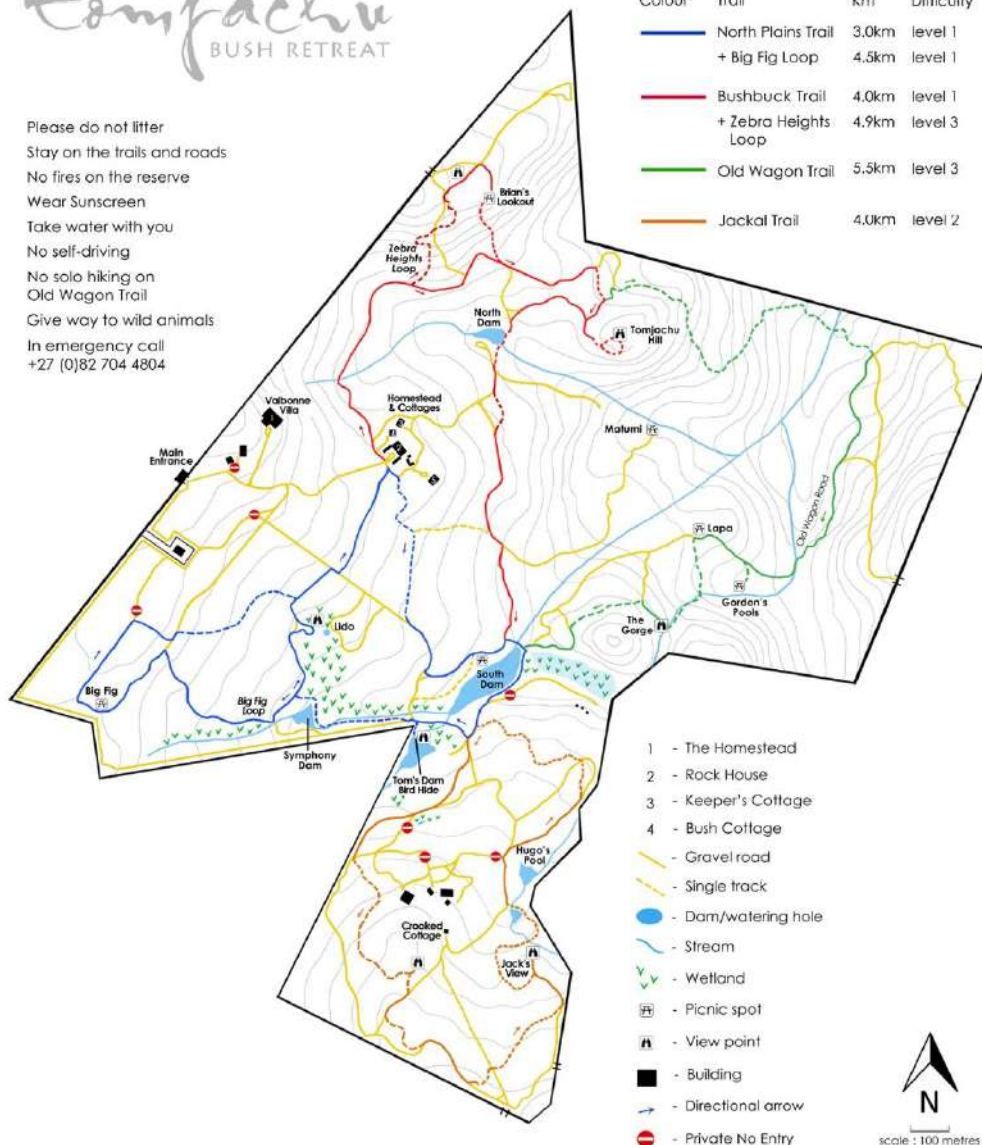 BUSH RETREAT
Colour Trail Km Difficulty
North Plains Trail 3.0km level 1
+ Big Fig Loop 4.5km level 1
Bushbuck Trail 4.0km level 1
+ Zebra Heights 4.9km level 3
Loop
Old Wagon Trail 5.5km level 3
Jackal Trail 4.0km level 2
Please do not litter
Stay on the trails and roads
No fires on the reserve
Wear Sunscreen
Take water with you
No self-driving
No solo hiking on
Old Wagon Trail
Give way to wild animals
In emergency call
+27 (0)82 704 4804
Brian's
Lookout
Zebra
Heights
Loop
North
Dam
Tomjachu
Hill
Valbonne
Villa
Homestead
& Cottages
Matumi
Main
Entrance
Old Wagon Road
Lapa
Gordon's
Pools
The
Gorge
Lido
South
Dam
Big Fig
Big Fig
Loop
Symphony
Dam
Tom's Dam
Bird Hide
Hugo's
Pool
Crooked
Cottage
Jack's
View
1 - The Homestead
2 - Rock House
3 - Keeper's Cottage
4 - Bush Cottage
- Gravel road
- Single track
- Dam/watering hole
- Stream
- Wetland
- Picnic spot
- View point
- Building
- Directional arrow
- Private No Entry
N
scale : 100 metres